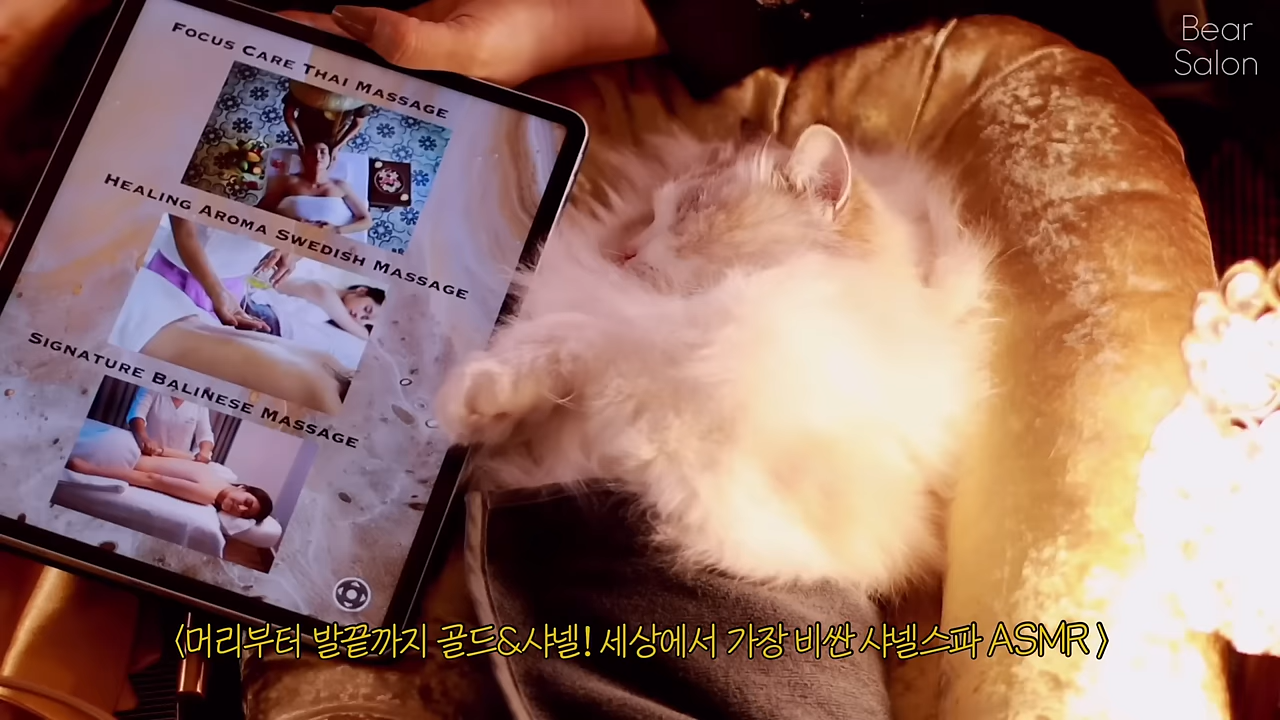 Bear
Salon
FOCUS CARE THAI MASSAGE
HEALING AROMA SWEDISH MASSAGE
SIGNATURE BALINESE MASSAGE
<머리부터 발끝까지 골드&샤넬! 세상에서 가장 비싼 샤넬스파 ASMR >